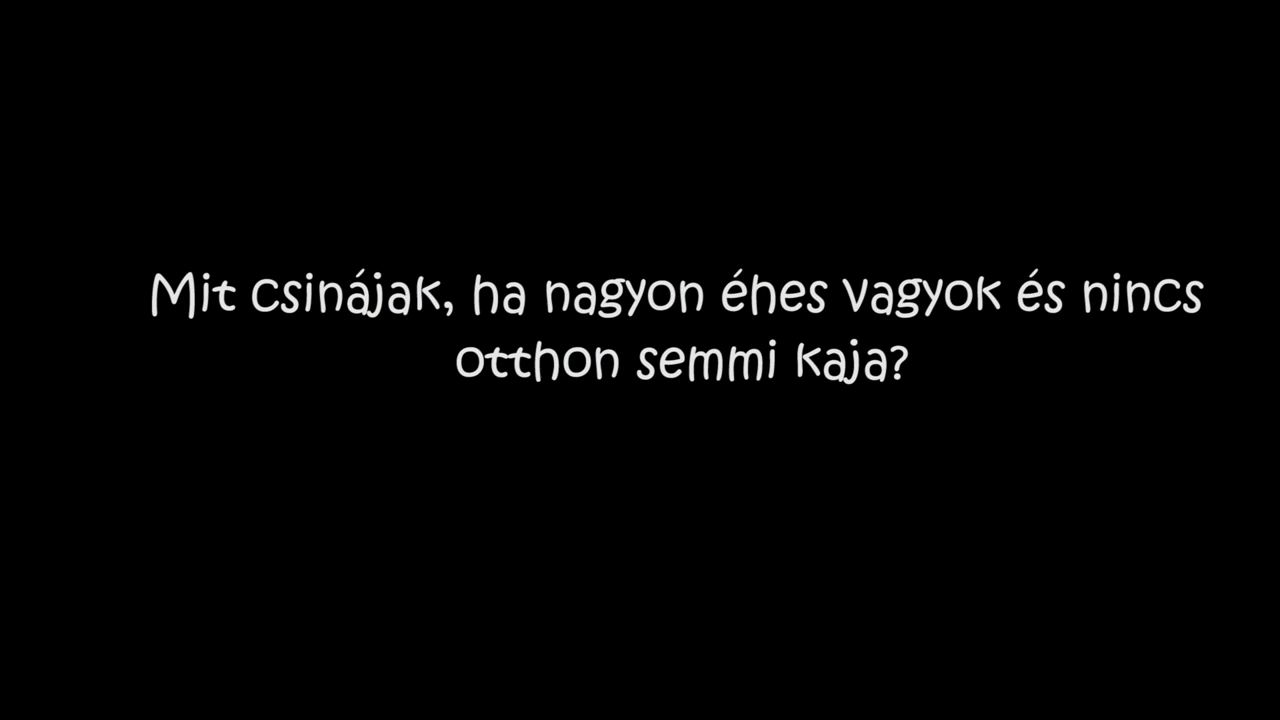 Mit csinájak, ha nagyon éhes vagyok és nincs
otthon semmi kaja?